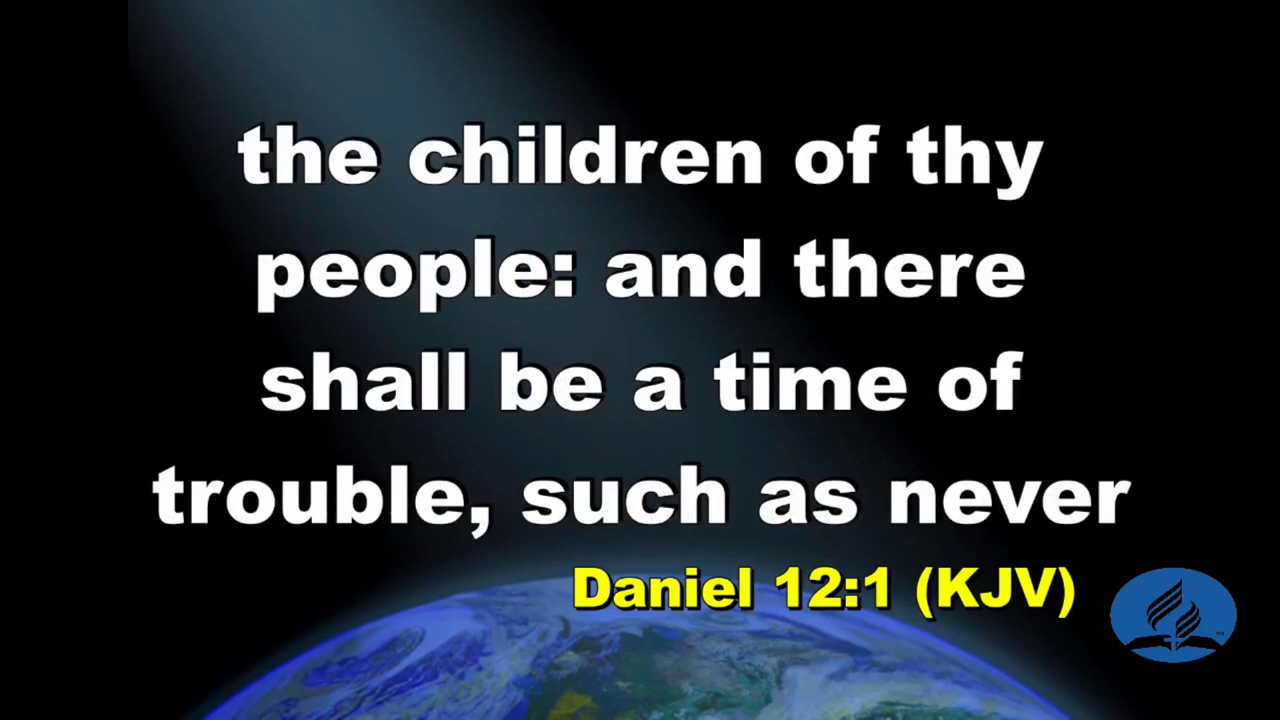 the children of thy
people: and there
shall be a time of
trouble, such as never
Daniel 12:1 (KJV)